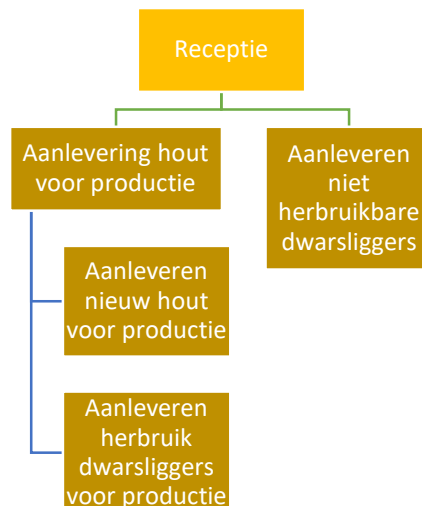 Receptie
Aanlevering hout
voor productie
Aanleveren
niet
herbruikbare
dwarsliggers
Aanleveren
nieuw hout
voor productie
Aanleveren
herbruik
dwarsliggers
voor productie